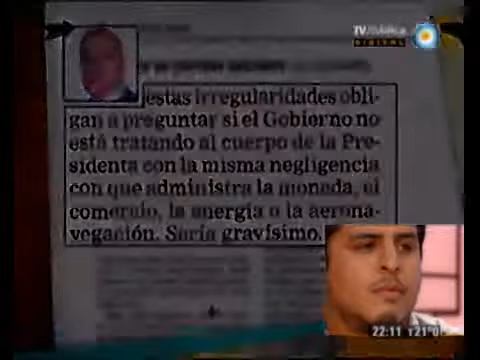 TV Pública
DIGITAL
estas irregularidades obli-
gan a preguntar si el Gobierno no
está tratando al cuerpo de la Pre-
sidenta con la misma negligencia
con que administra la moneda, el
comercio, la energía o la aerona-
vegación. Sería gravísimo.
22:11 T21°0